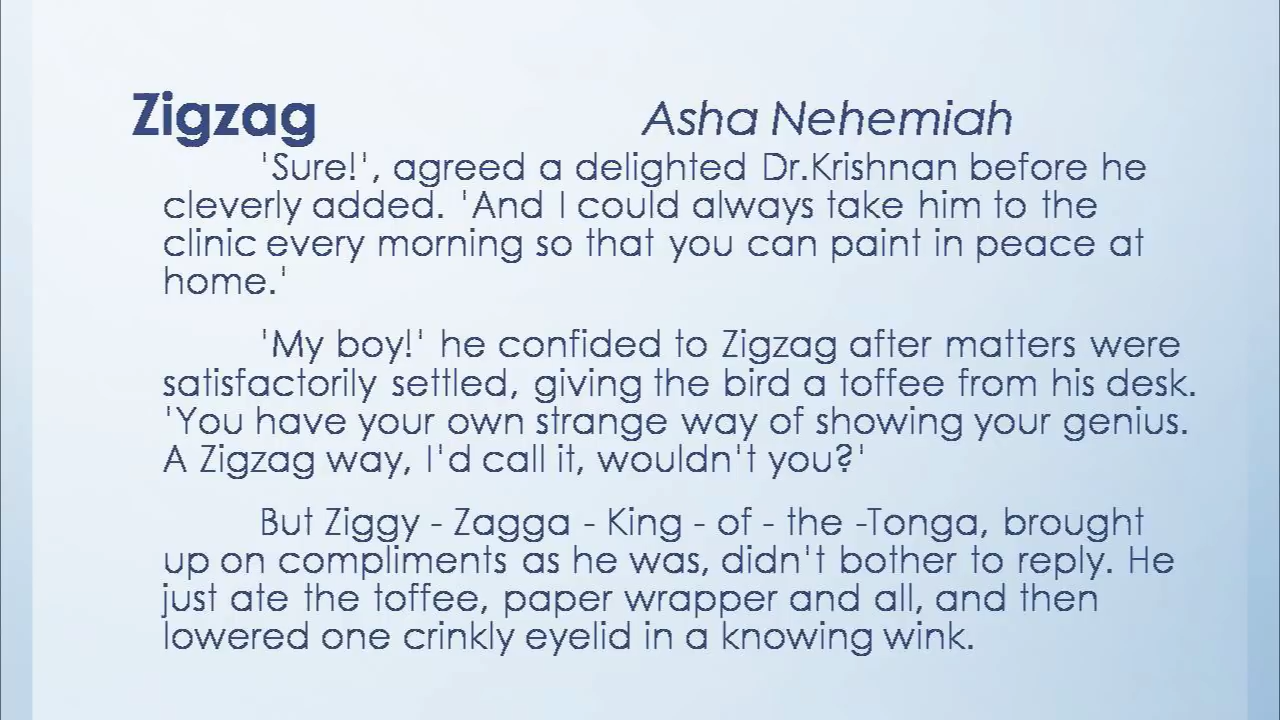 Zigzag Asha Nehemiah
'Sure!', agreed a delighted Dr.Krishnan before he
cleverly added. 'And I could always take him to the
clinic every morning so that you can paint in peace at
home.'
'My boy!' he confided to Zigzag after matters were
satisfactorily settled, giving the bird a toffee from his desk.
'You have your own strange way of showing your genius.
A Zigzag way, I'd call it, wouldn't you?'
But Ziggy - Zagga - King - of - the -Tonga, brought
up on compliments as he was, didn't bother to reply. He
just ate the toffee, paper wrapper and all, and then
lowered one crinkly eyelid in a knowing wink.